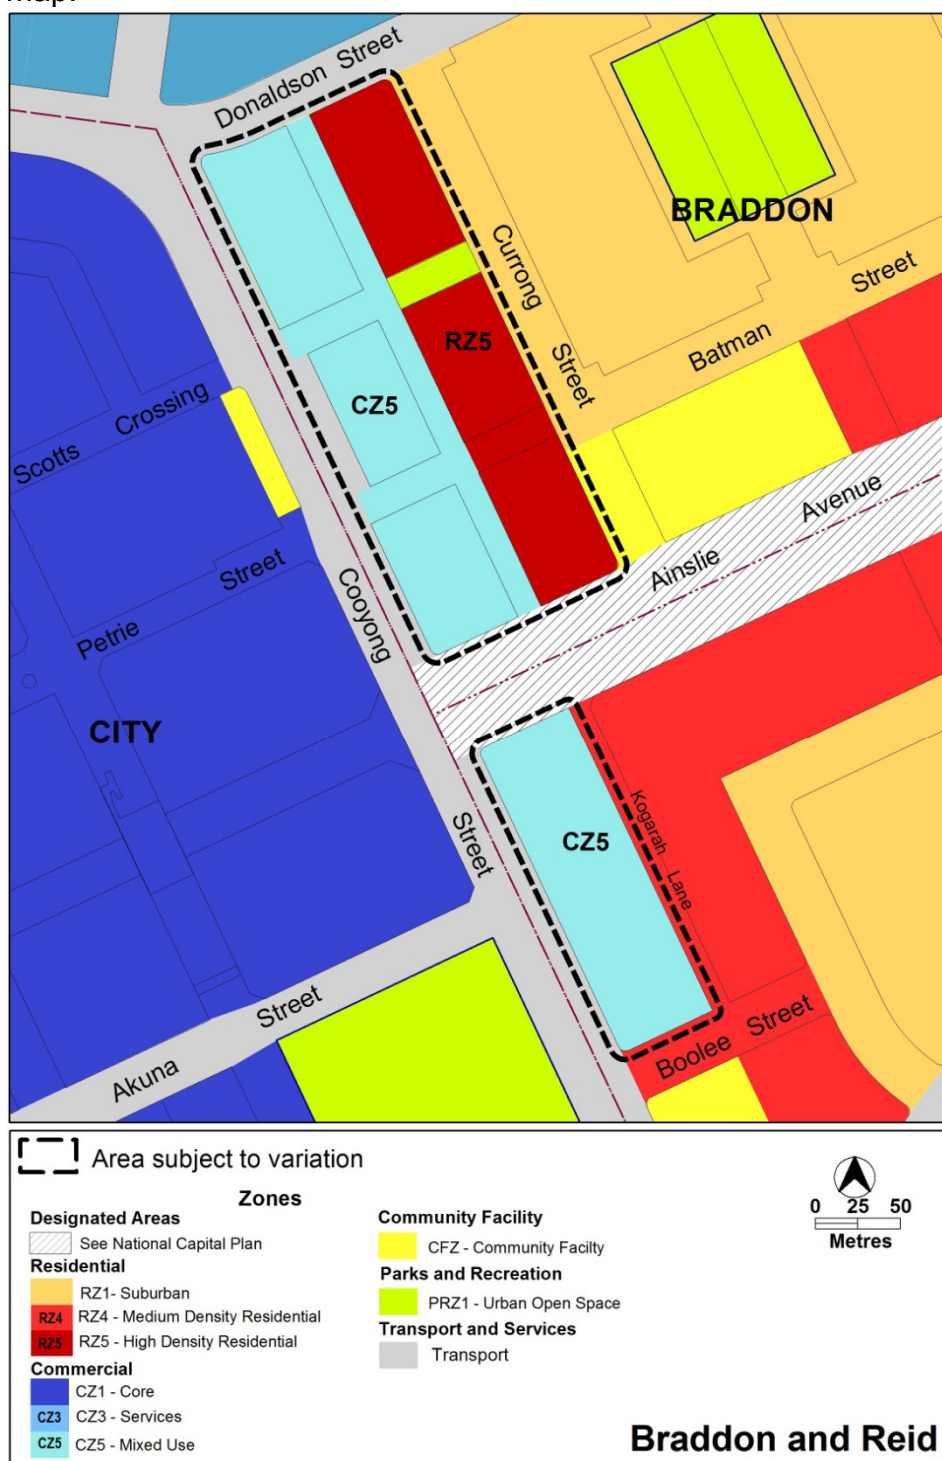 map.
Donaldson Street
BRADDON
Currong Street
Batman Street
RZ5
CZ5
Scotts Crossing
Petrie Street
Cooyong Street
Ainslie Avenue
CITY
CZ5
Kogarah Lane
Akuna Street
Boolee Street
Area subject to variation
Zones
Designated Areas
See National Capital Plan
Residential
RZ1- Suburban
RZ4 RZ4 - Medium Density Residential
RZ5 RZ5 - High Density Residential
Commercial
CZ1 - Core
CZ3 CZ3 - Services
CZ5 CZ5 - Mixed Use
Community Facility
CFZ - Community Facilty
Parks and Recreation
PRZ1 - Urban Open Space
Transport and Services
Transport
0 25 50
Metres
Braddon and Reid